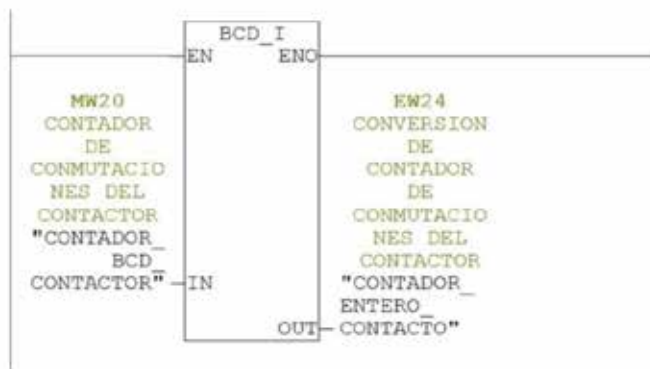 BCD_I
EN ENO
MW20
CONTADOR
DE
CONMUTACIO
NES DEL
CONTACTOR
"CONTADOR_
BCD_
CONTACTOR"
IN
EW24
CONVERSION
DE
CONTADOR
DE
CONMUTACIO
NES DEL
CONTACTOR
"CONTADOR_
ENTERO_
CONTACTO"
OUT